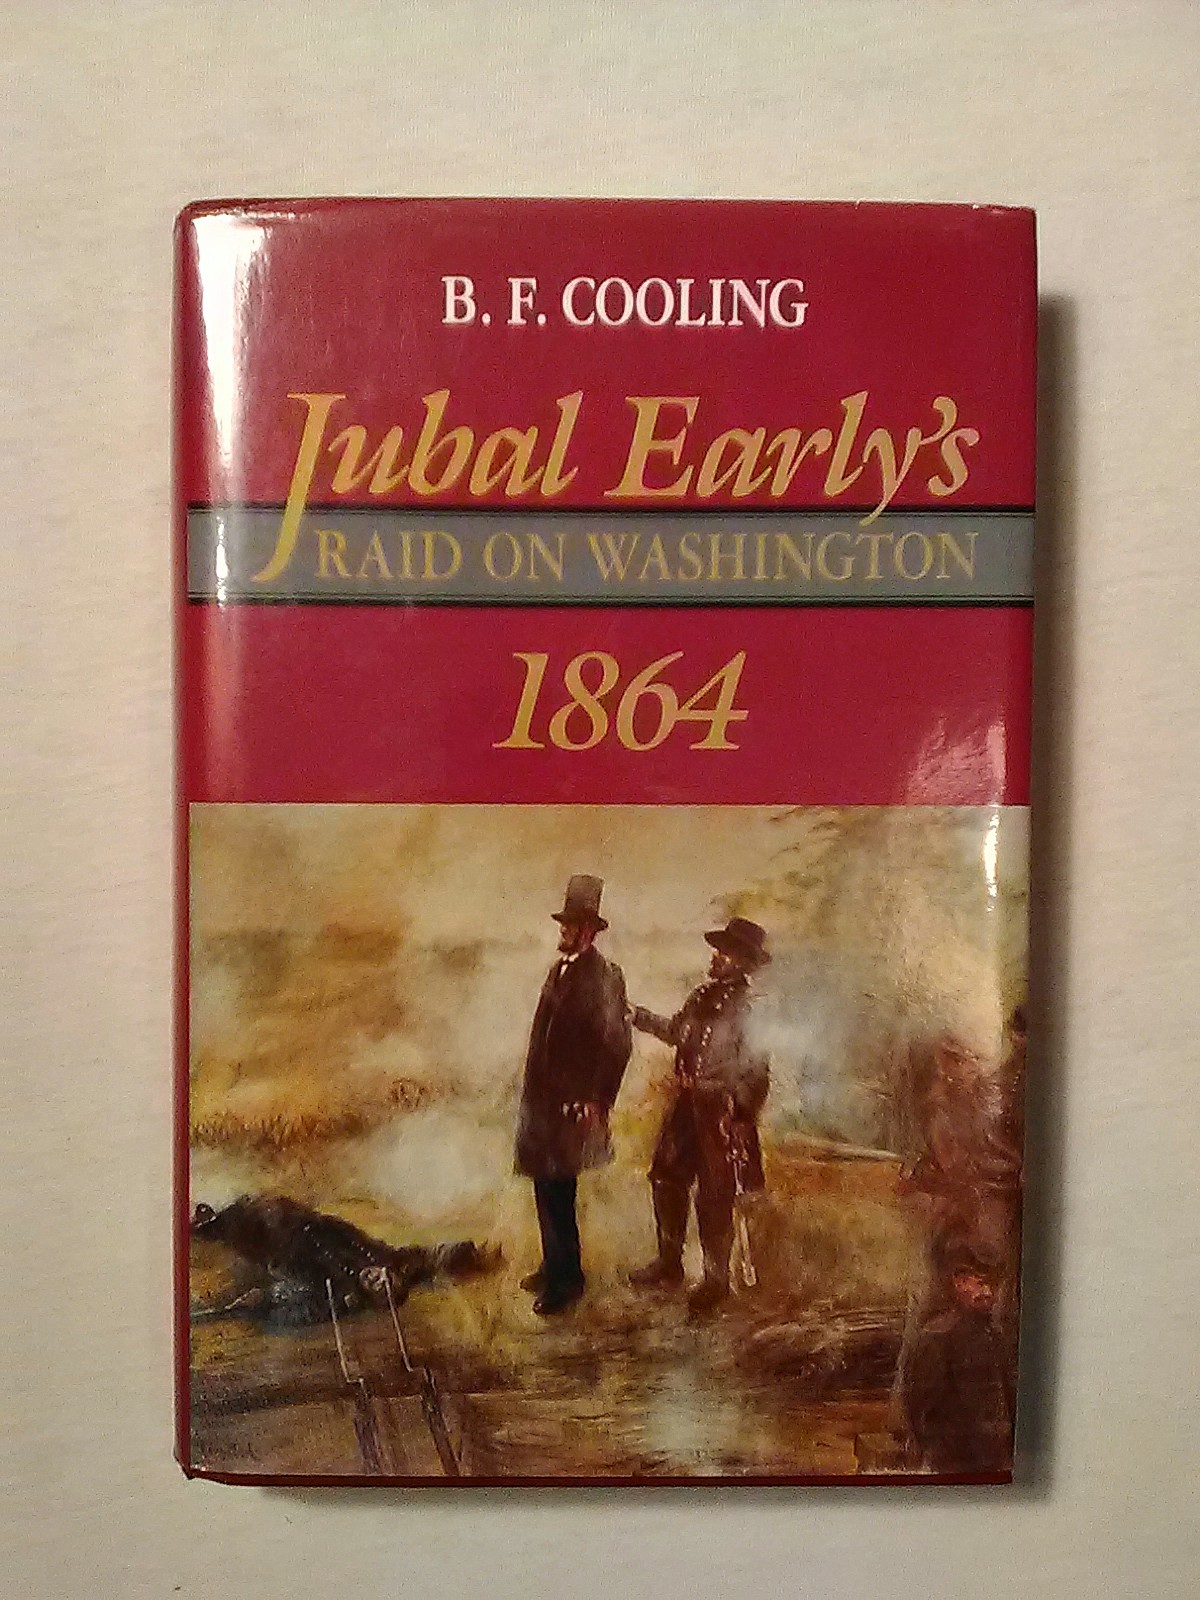 B. F. COOLING
Jubal Early's
RAID ON WASHINGTON
1864